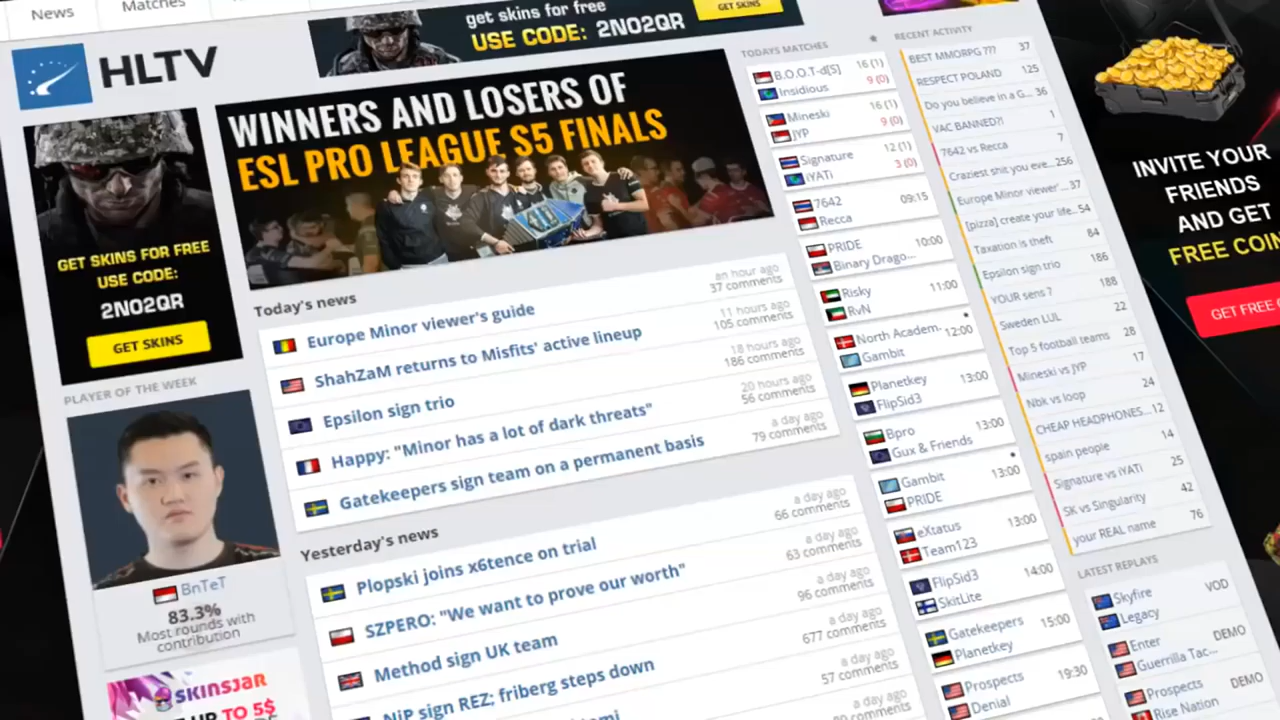 News
Matches
HLTV
get skins for free
USE CODE: 2NO2QR
GET SKINS
GET SKINS FOR FREE
USE CODE:
2NO2QR
GET SKINS
PLAYER OF THE WEEK
BnTeT
83.3%
Most rounds with
contribution
SKINSJAR
UP TO 5$
WINNERS AND LOSERS OF
ESL PRO LEAGUE S5 FINALS
Today's news
Europe Minor viewer's guide
an hour ago
37 comments
ShahZaM returns to Misfits' active lineup
11 hours ago
105 comments
Epsilon sign trio
18 hours ago
186 comments
Happy: "Minor has a lot of dark threats"
20 hours ago
56 comments
Gatekeepers sign team on a permanent basis
a day ago
79 comments
Yesterday's news
Plopski joins x6tence on trial
a day ago
66 comments
SZPERO: "We want to prove our worth"
a day ago
63 comments
Method sign UK team
a day ago
96 comments
NiP sign REZ; friberg steps down
a day ago
677 comments
a day ago
57 comments
a day ago
TODAYS MATCHES
B.O.O.T-d[S] 16 (1)
Insidious 9 (0)
Mineski 16 (1)
JYP 9 (0)
Signature 12 (1)
iYATi 3 (0)
7642
Recca
09:15
PRIDE
Binary Drago...
10:00
Risky
RvN
11:00
North Academ.
Gambit
12:00
Planetkey
FlipSid3
13:00
Bpro
Gux & Friends
13:00
Gambit
PRIDE
13:00
eXtatus
Team123
13:00
FlipSid3
SkitLite
14:00
Gatekeepers
Planetkey
15:00
Prospects
Denial
19:30
RECENT ACTIVITY
BEST MMORPG ??? 37
RESPECT POLAND 125
Do you believe in a G... 36
VAC BANNED?! 1
7642 vs Recca 7
Craziest shit you eve... 256
Europe Minor viewer'... 37
[pizza] create your life... 54
Taxation is theft 84
Epsilon sign trio 186
YOUR sens ? 188
Sweden LUL 22
Top 5 football teams 28
Mineski vs JYP 17
Nbk vs loop 24
CHEAP HEADPHONES... 12
spain people 14
Signature vs iYATi 25
SK vs Singularity 42
your REAL name 76
LATEST REPLAYS
Skyfire
Legacy
VOD
Enter
Guerrilla Tac...
DEMO
Prospects
Rise Nation
DEMO
INVITE YOUR
FRIENDS
AND GET
FREE COIN
GET FREE